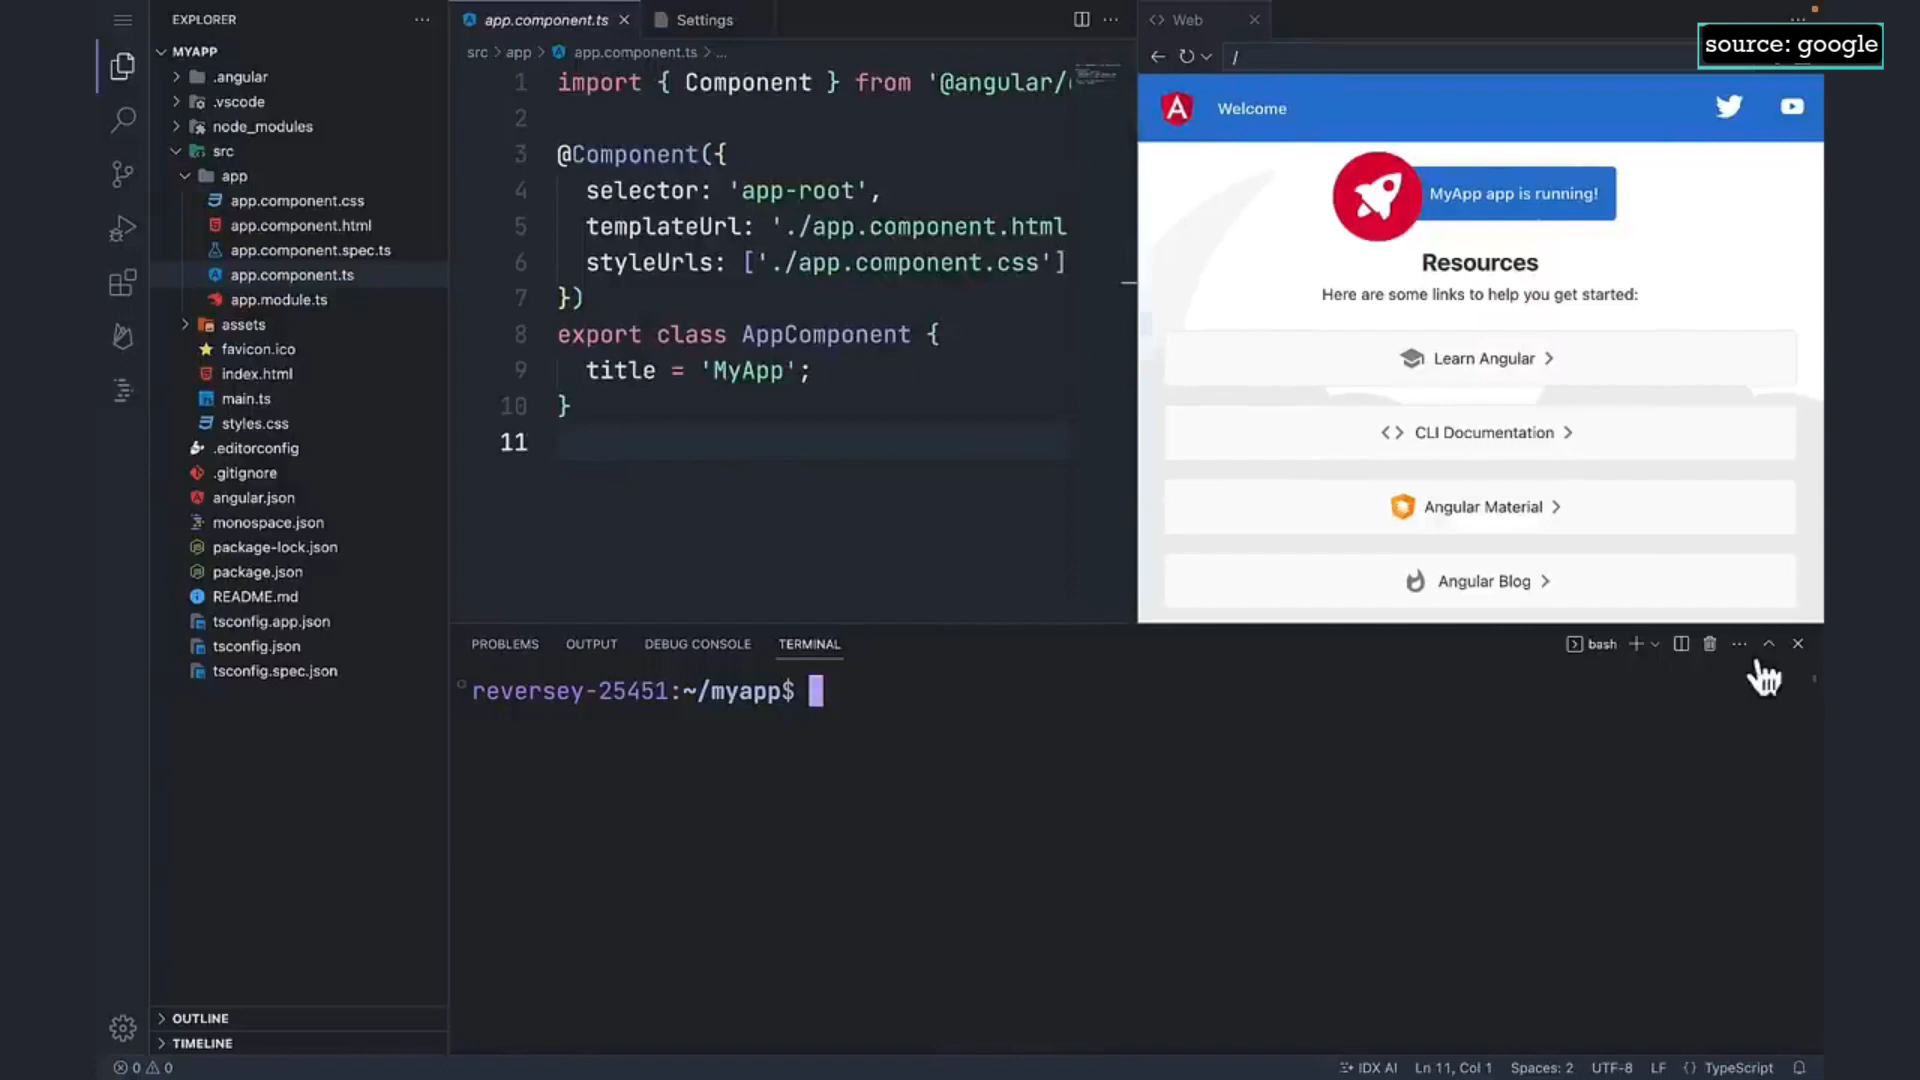 source: google
EXPLORER
MYAPP
.angular
.vscode
node_modules
src
app
app.component.css
app.component.html
app.component.spec.ts
app.component.ts
app.module.ts
assets
favicon.ico
index.html
main.ts
styles.css
.editorconfig
.gitignore
angular.json
monospace.json
package-lock.json
package.json
README.md
tsconfig.app.json
tsconfig.json
tsconfig.spec.json
OUTLINE
TIMELINE
app.component.ts
Settings
src > app > app.component.ts > ...
1 import { Component } from '@angular/
2
3 @Component({
4 selector: 'app-root',
5 templateUrl: './app.component.html
6 styleUrls: ['./app.component.css']
7 })
8 export class AppComponent {
9 title = 'MyApp';
10 }
11
<> Web
/
Welcome
MyApp app is running!
Resources
Here are some links to help you get started:
Learn Angular >
<> CLI Documentation >
Angular Material >
Angular Blog >
PROBLEMS OUTPUT DEBUG CONSOLE TERMINAL
bash
reversey-25451:~/myapp$
0 0
IDX AI Ln 11, Col 1 Spaces: 2 UTF-8 LF {} TypeScript